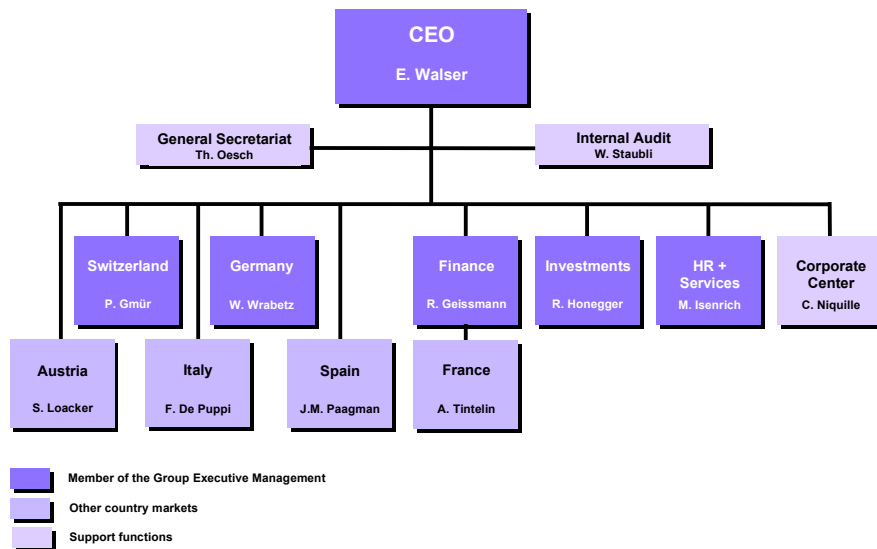 CEO
E. Walser
General Secretariat
Th. Oesch
Internal Audit
W. Staubli
Switzerland
P. Gmür
Germany
W. Wrabetz
Finance
R. Geissmann
Investments
R. Honegger
HR +
Services
M. Isenrich
Corporate
Center
C. Niquille
Austria
S. Loacker
Italy
F. De Puppi
Spain
J.M. Paagman
France
A. Tintelin
Member of the Group Executive Management
Other country markets
Support functions